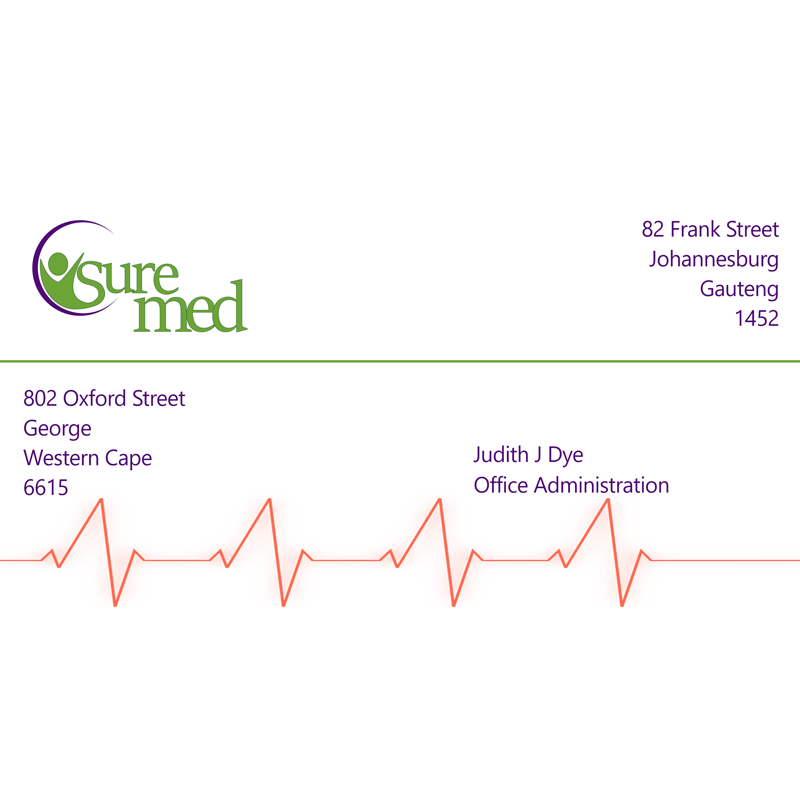 sure
med
82 Frank Street
Johannesburg
Gauteng
1452
802 Oxford Street
George
Western Cape
6615
Judith J Dye
Office Administration